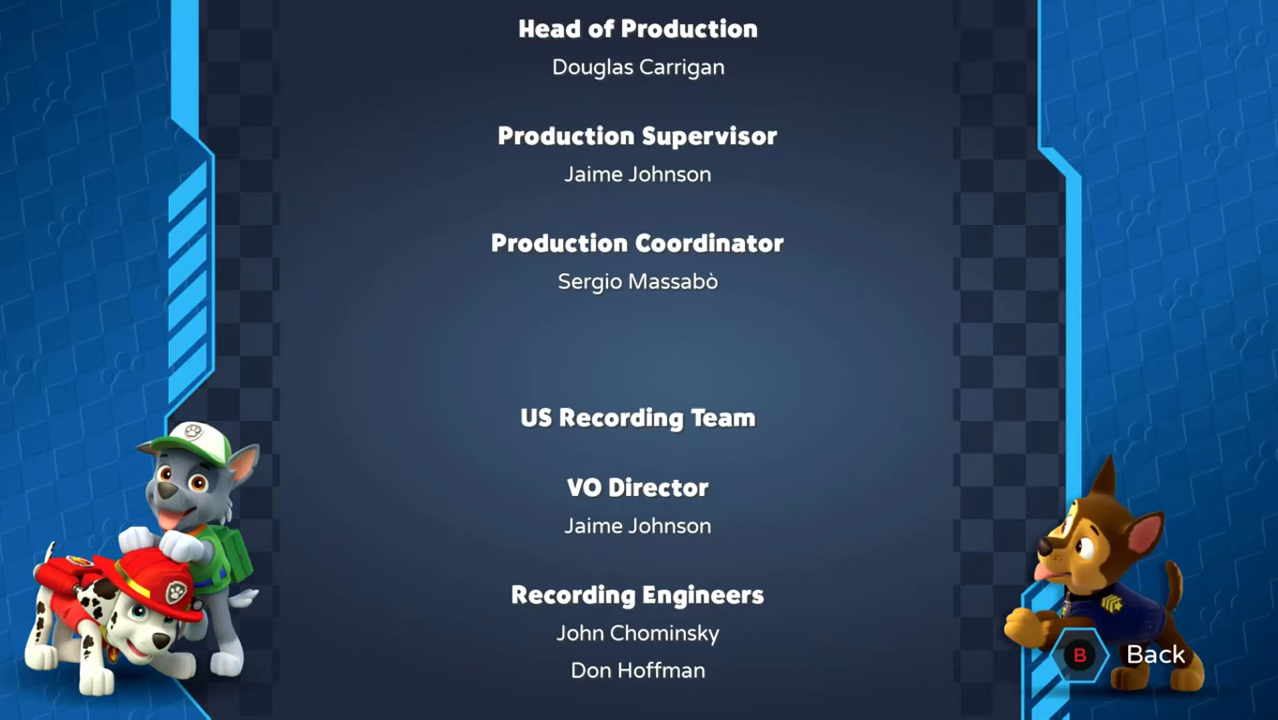 Head of Production
Douglas Carrigan
Production Supervisor
Jaime Johnson
Production Coordinator
Sergio Massabò
US Recording Team
VO Director
Jaime Johnson
Recording Engineers
John Chominsky
Don Hoffman
B Back